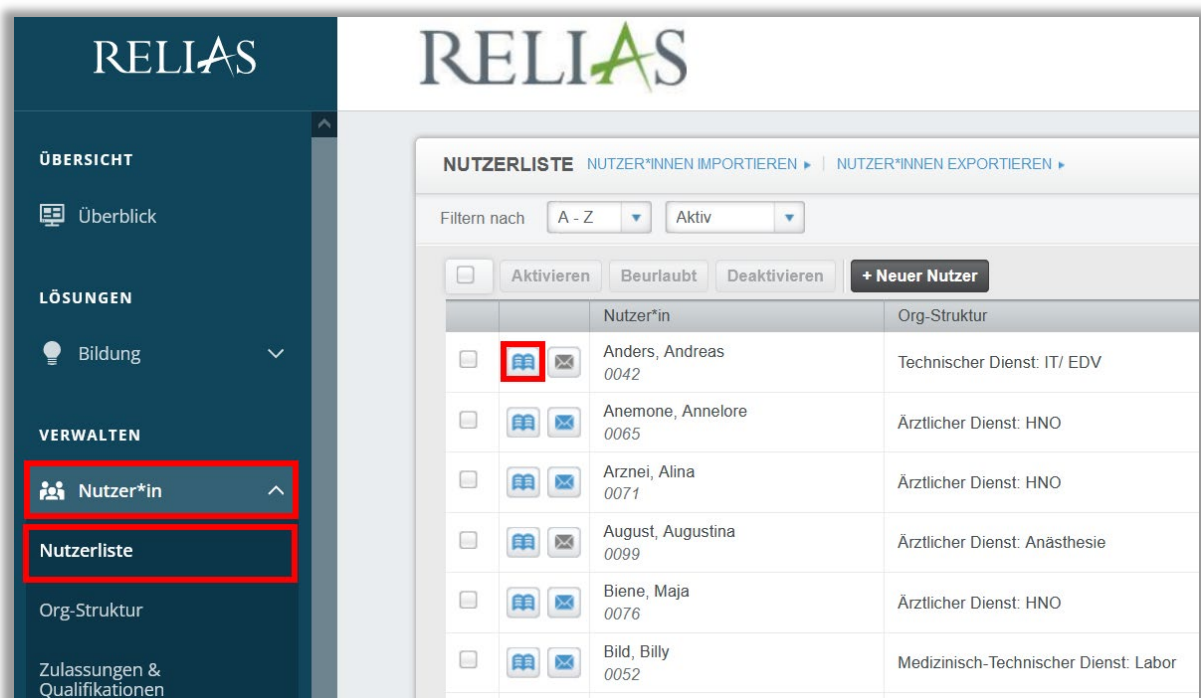 RELIAS
ÜBERSICHT
Überblick
LÖSUNGEN
Bildung
VERWALTEN
Nutzer*in
Nutzerliste
Org-Struktur
Zulassungen &
Qualifikationen
RELIAS
NUTZERLISTE NUTZER*INNEN IMPORTIEREN | NUTZER*INNEN EXPORTIEREN
Filtern nach A - Z Aktiv
Aktivieren Beurlaubt Deaktivieren + Neuer Nutzer
Nutzer*in Org-Struktur
Anders, Andreas
0042
Technischer Dienst: IT/ EDV
Anemone, Annelore
0065
Ärztlicher Dienst: HNO
Arznei, Alina
0071
Ärztlicher Dienst: HNO
August, Augustina
0099
Ärztlicher Dienst: Anästhesie
Biene, Maja
0076
Ärztlicher Dienst: HNO
Bild, Billy
0052
Medizinisch-Technischer Dienst: Labor